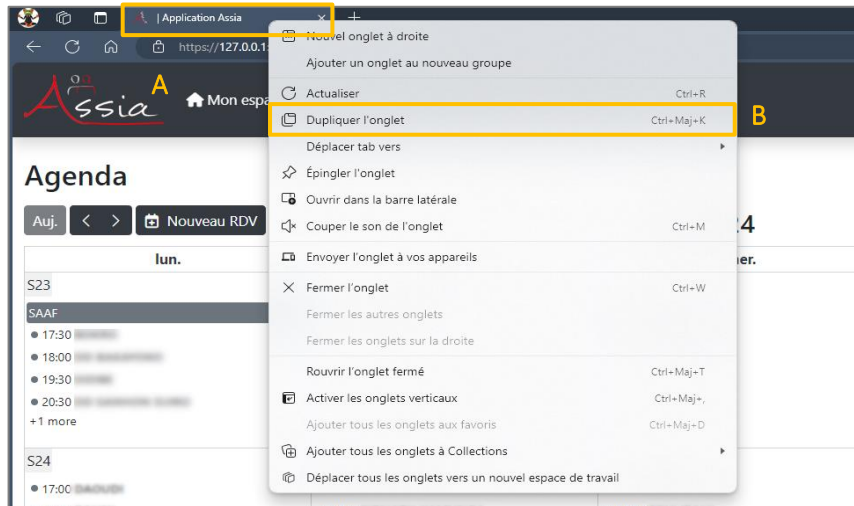 | Application Assia
https://127.0.0.1:
Assia
A
Mon espa
Nouvel onglet à droite
Ajouter un onglet au nouveau groupe
Actualiser Ctrl+R
Dupliquer l'onglet Ctrl+Maj+K
B
Déplacer tab vers
Épingler l'onglet
Ouvrir dans la barre latérale
Couper le son de l'onglet Ctrl+M
Envoyer l'onglet à vos appareils
Fermer l'onglet Ctrl+W
Fermer les autres onglets
Fermer les onglets sur la droite
Rouvrir l'onglet fermé Ctrl+Maj+T
Activer les onglets verticaux Ctrl+Maj+,
Ajouter tous les onglets aux favoris Ctrl+Maj+D
Ajouter tous les onglets à Collections
Déplacer tous les onglets vers un nouvel espace de travail
Agenda
Auj. < > Nouveau RDV
24
lun.
er.
S23
SAAF
17:30
18:00
19:30
20:30
+1 more
S24
17:00